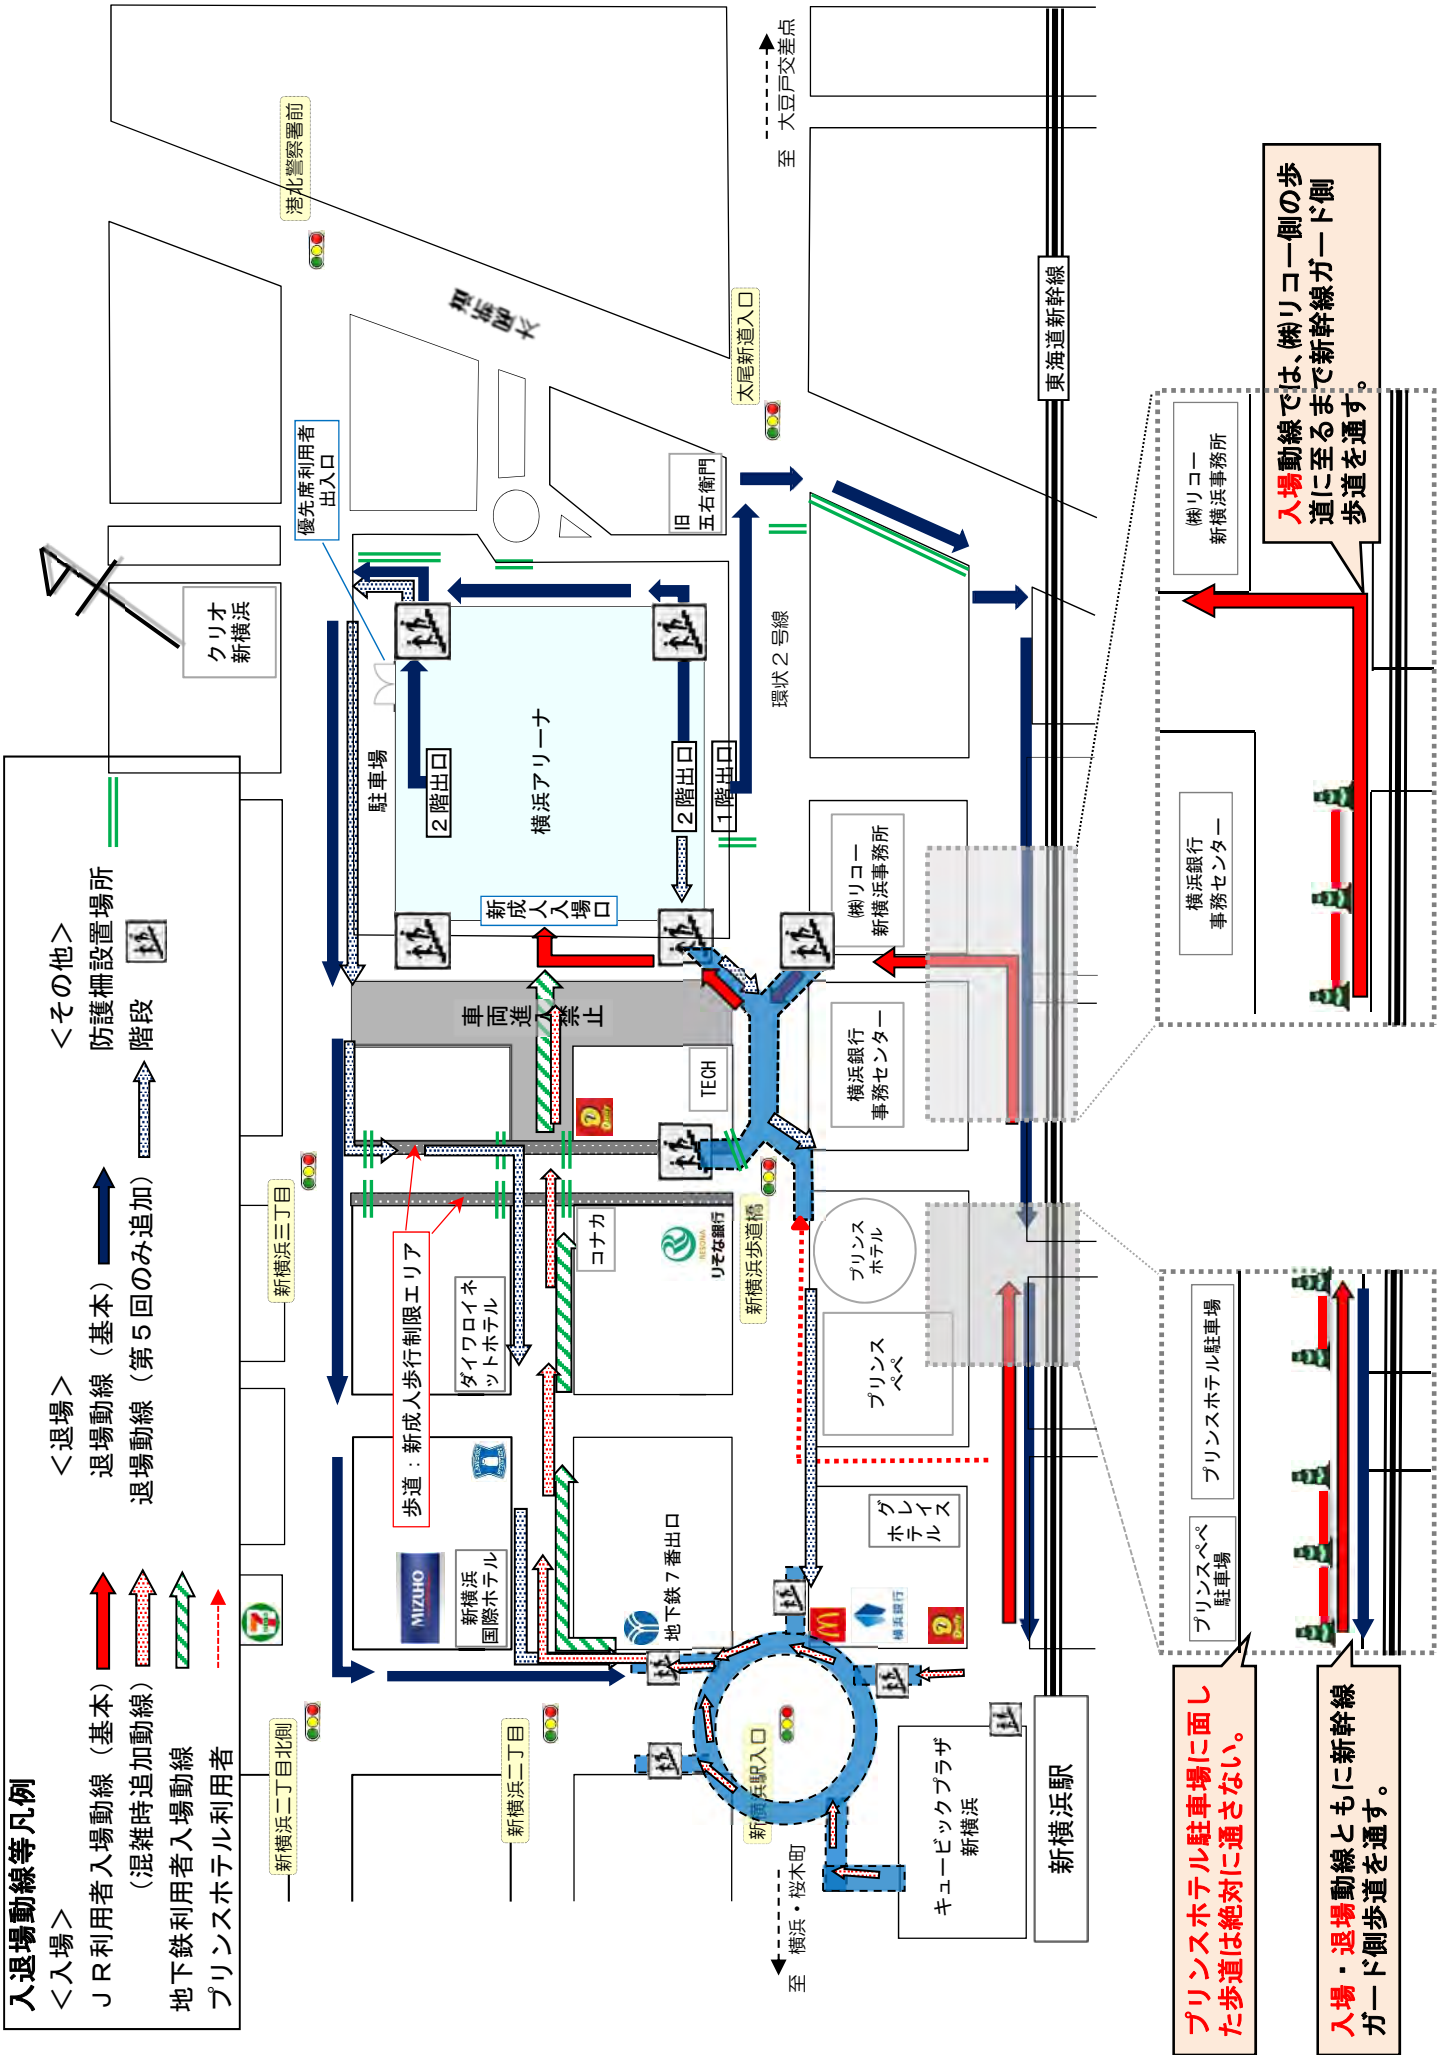 入退場動線等凡例
＜入場＞
ＪＲ利用者入場動線（基本）
（混雑時追加動線）
地下鉄利用者入場動線
プリンスホテル利用者
＜退場＞
退場動線（基本）
退場動線（第５回のみ追加）
＜その他＞
防護柵設置場所
階段
新横浜二丁目北側
新横浜三丁目
港北警察署前
クリオ
新横浜
優先席利用者
出入口
駐車場
２階出口
横浜アリーナ
新成人入場口
２階出口
１階出口
旧
五右衛門
太尾新道入口
至　大豆戸交差点
環状２号線
車両進入禁止
歩道：新成人歩行制限エリア
ダイワロイネ
ットホテル
コナカ
RESONA
りそな銀行
TECH
新横浜歩道橋
MIZUHO
新横浜
国際ホテル
LAWSON
地下鉄７番出口
新横浜二丁目
新横浜駅入口
至　横浜・桜木町
キュービックプラザ
新横浜
新横浜駅
横浜銀行
Daily
Daily
グレイス
ホテル
プリンス
ペペ
プリンス
ホテル
横浜銀行
事務センター
㈱リコー
新横浜事務所
東海道新幹線
プリンスペペ
駐車場
プリンスホテル駐車場
横浜銀行
事務センター
㈱リコー
新横浜事務所
プリンスホテル駐車場に面し
た歩道は絶対に通さない。
入場・退場動線ともに新幹線
ガード側歩道を通す。
入場動線では、㈱リコー側の歩
道に至るまで新幹線ガード側
歩道を通す。